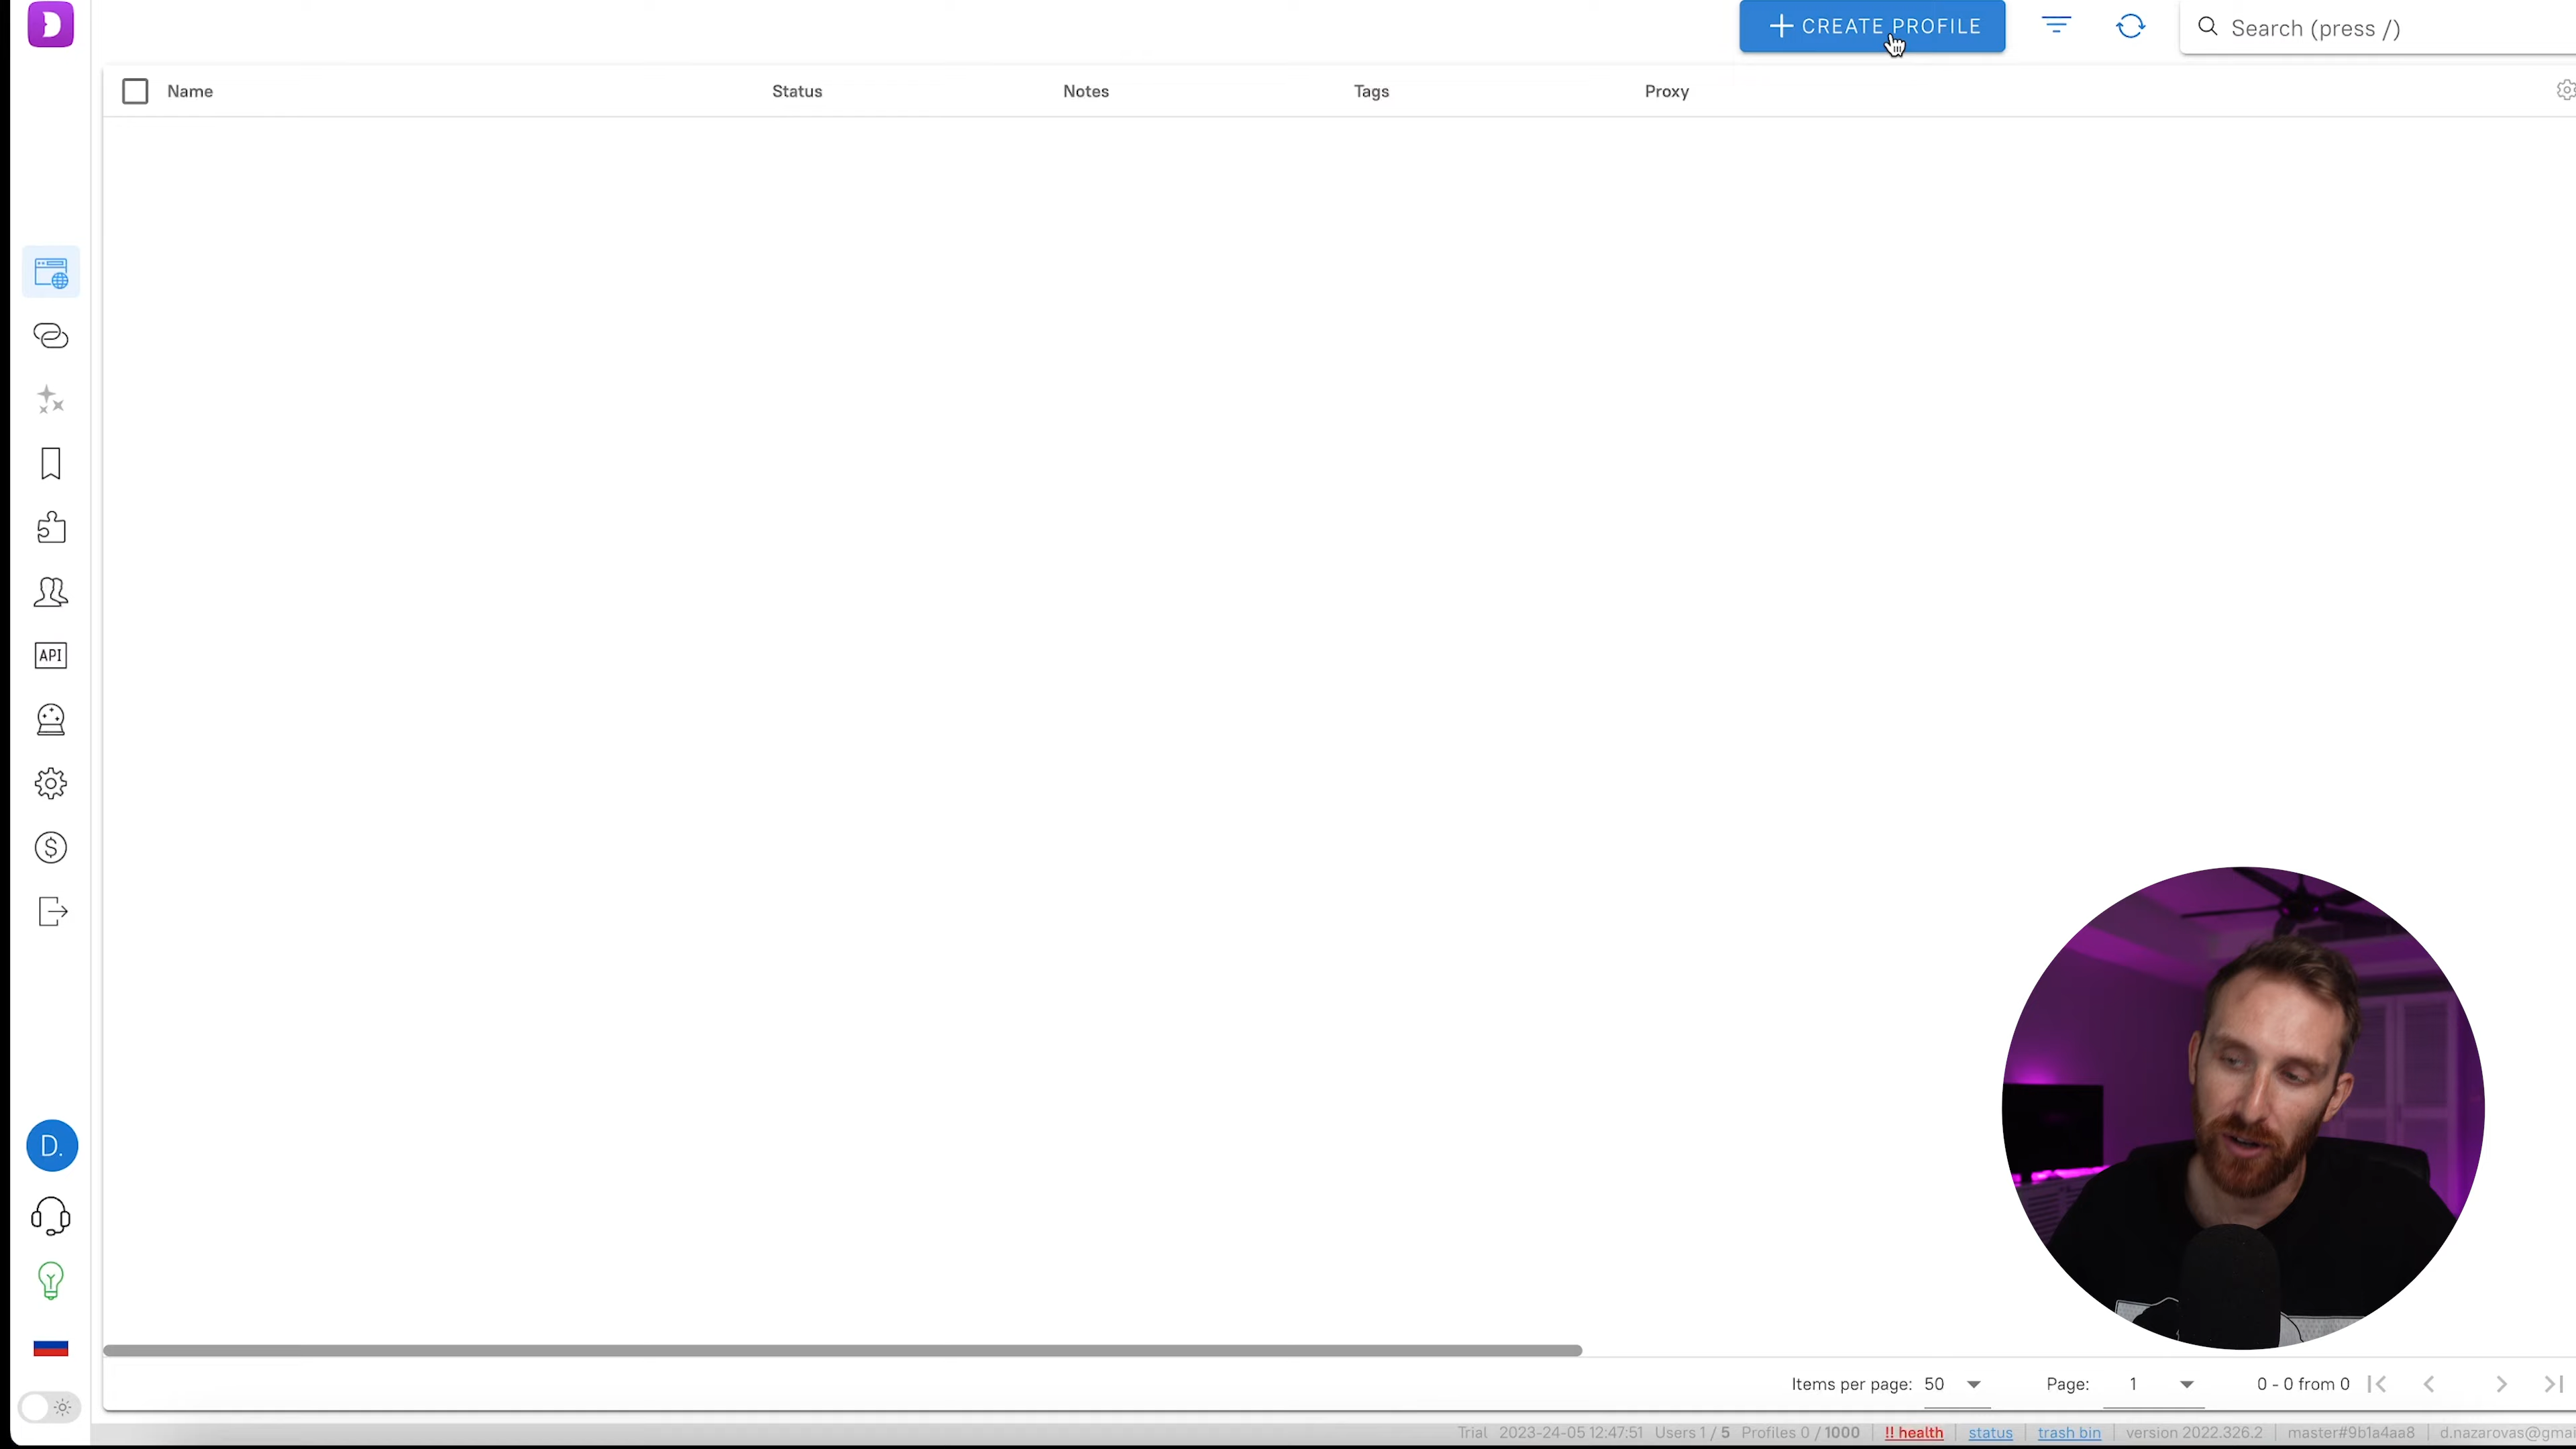 CREATE PROFILE
Search (press /)
Name Status Notes Tags Proxy
API
$
D.
Items per page: 50 Page: 1 0 - 0 from 0
Trial 2023-24-05 12:47:51 Users 1 / 5 Profiles 0 / 1000 !! health status trash bin version 2022.326.2 master#9b1a4aa8 d.nazarovas@gma